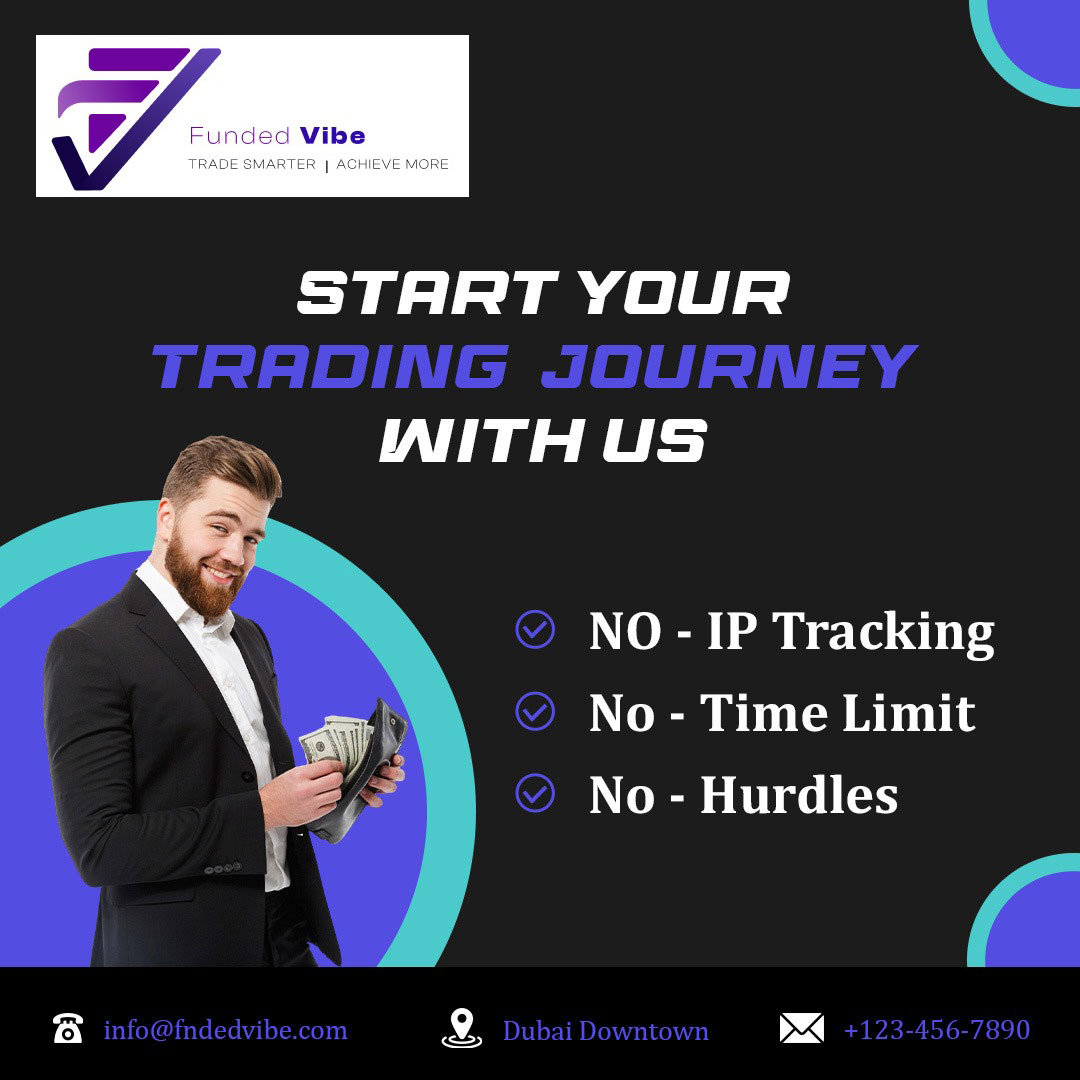 Funded Vibe
TRADE SMARTER | ACHIEVE MORE
START YOUR
TRADING JOURNEY
WITH US
NO - IP Tracking
No - Time Limit
No - Hurdles
info@fndedvibe.com
Dubai Downtown
+123-456-7890